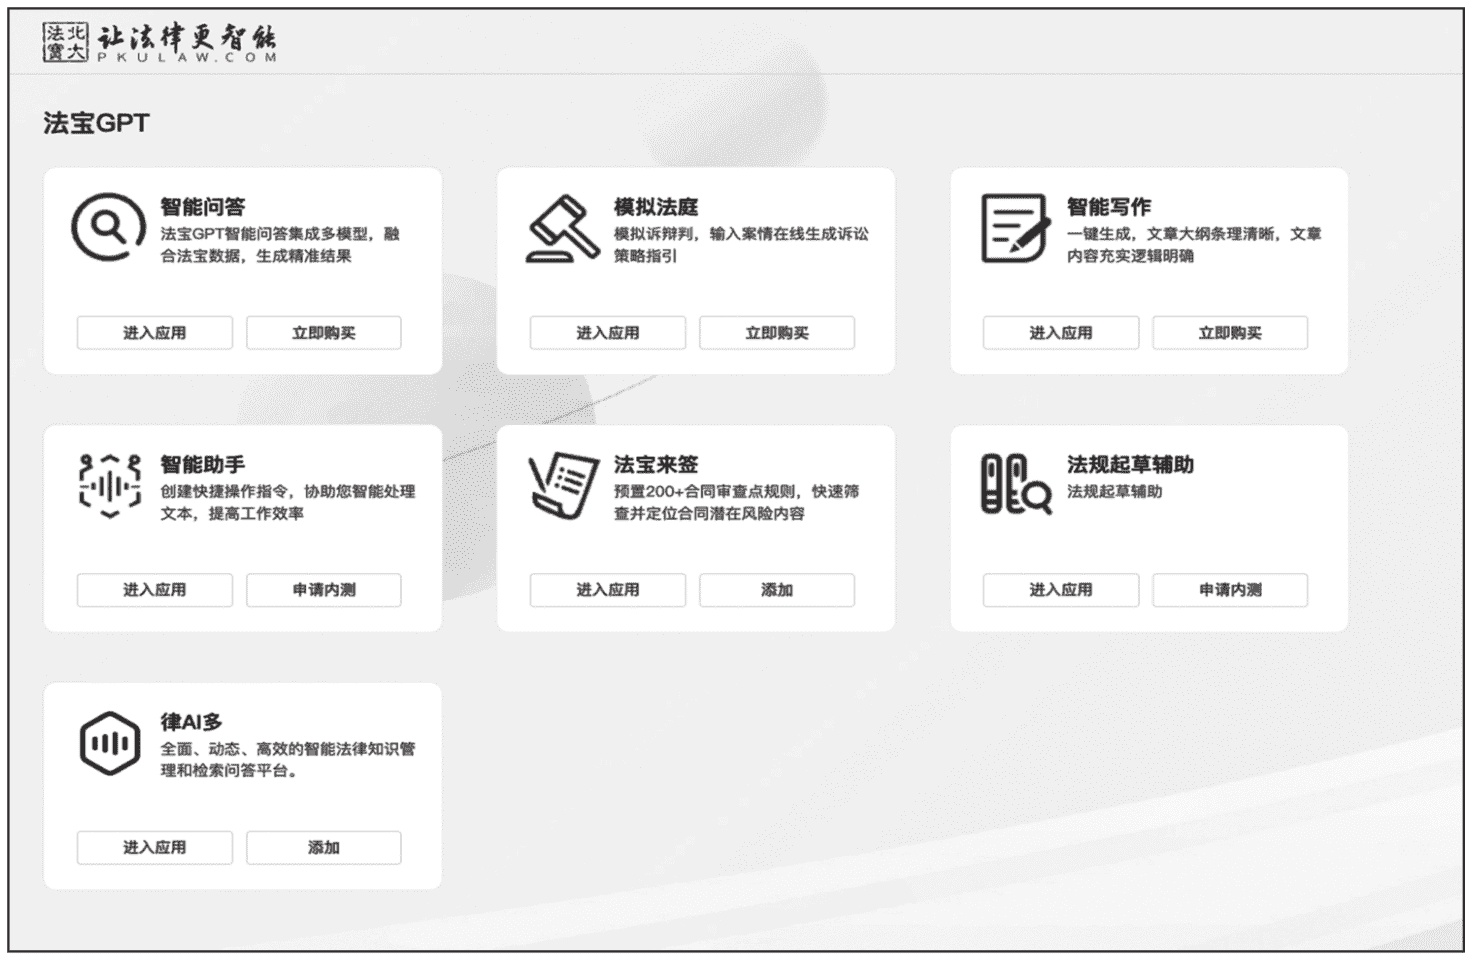 北大
法寶
让法律更智能
PKULAW.COM
法宝GPT
智能问答
法宝GPT智能问答集成多模型，融
合法宝数据，生成精准结果
进入应用
立即购买
模拟法庭
模拟诉辩判，输入案情在线生成诉讼
策略指引
进入应用
立即购买
智能写作
一键生成，文章大纲条理清晰，文章
内容充实逻辑明确
进入应用
立即购买
智能助手
创建快捷操作指令，协助您智能处理
文本，提高工作效率
进入应用
申请内测
法宝来签
预置200+合同审查点规则，快速筛
查并定位合同潜在风险内容
进入应用
添加
法规起草辅助
法规起草辅助
进入应用
申请内测
律AI多
全面、动态、高效的智能法律知识管
理和检索问答平台。
进入应用
添加